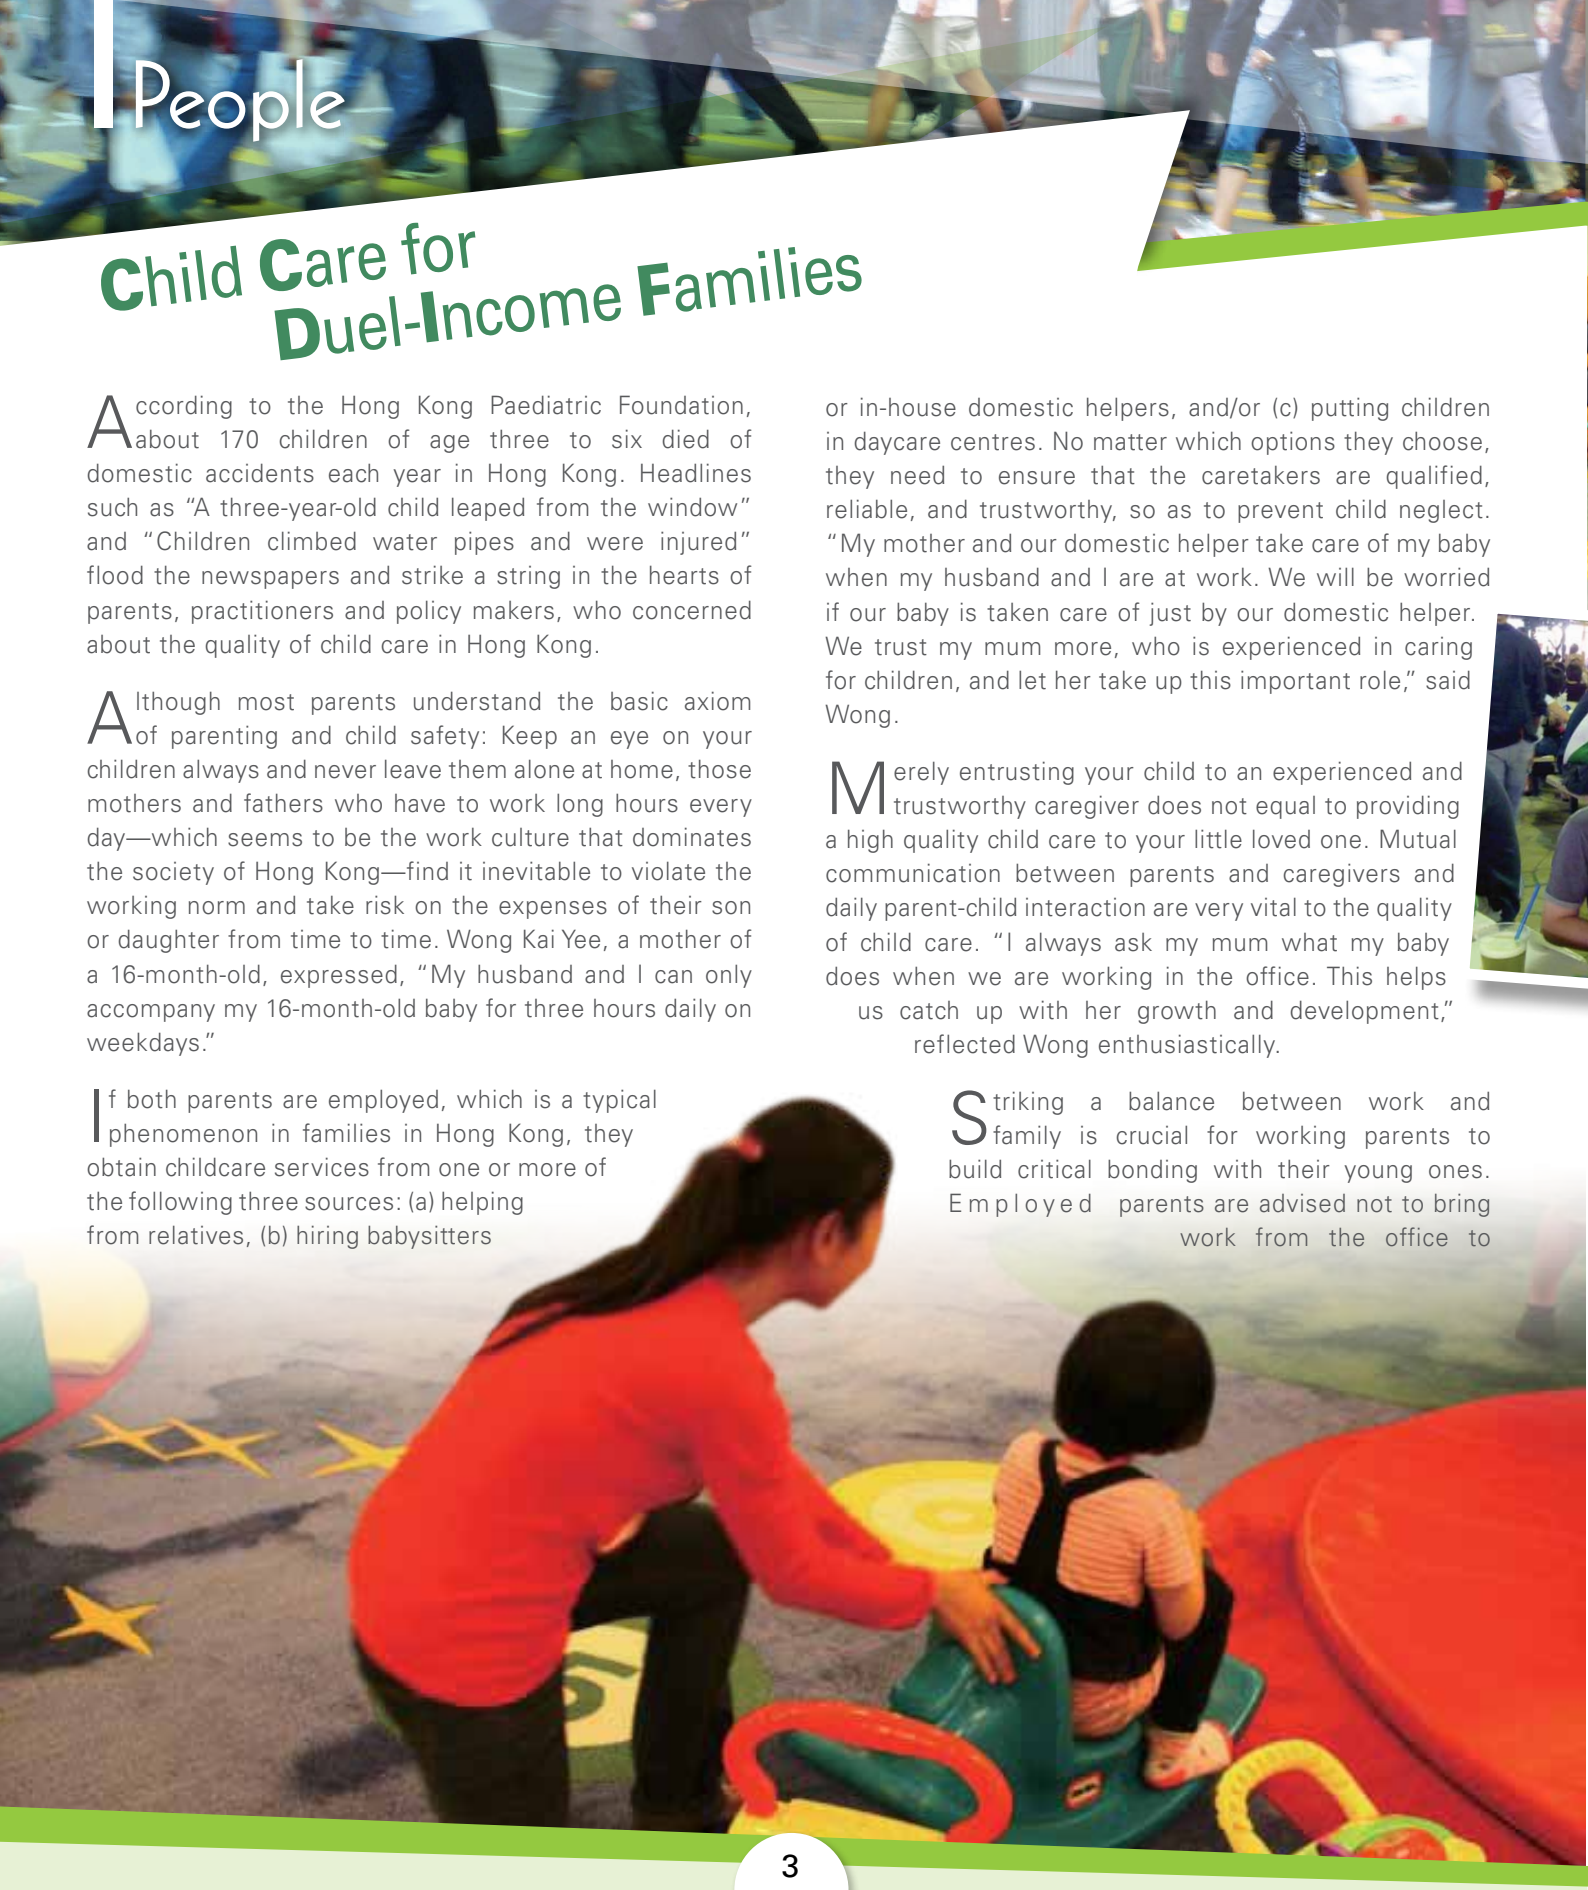 People
Child Care for
Duel-Income Families
According to the Hong Kong Paediatric Foundation,
about 170 children of age three to six died of
domestic accidents each year in Hong Kong. Headlines
such as “A three-year-old child leaped from the window”
and “Children climbed water pipes and were injured”
flood the newspapers and strike a string in the hearts of
parents, practitioners and policy makers, who concerned
about the quality of child care in Hong Kong.
Although most parents understand the basic axiom
of parenting and child safety: Keep an eye on your
children always and never leave them alone at home, those
mothers and fathers who have to work long hours every
day—which seems to be the work culture that dominates
the society of Hong Kong—find it inevitable to violate the
working norm and take risk on the expenses of their son
or daughter from time to time. Wong Kai Yee, a mother of
a 16-month-old, expressed, “My husband and I can only
accompany my 16-month-old baby for three hours daily on
weekdays.”
If both parents are employed, which is a typical
phenomenon in families in Hong Kong, they
obtain childcare services from one or more of
the following three sources: (a) helping
from relatives, (b) hiring babysitters
or in-house domestic helpers, and/or (c) putting children
in daycare centres. No matter which options they choose,
they need to ensure that the caretakers are qualified,
reliable, and trustworthy, so as to prevent child neglect.
“My mother and our domestic helper take care of my baby
when my husband and I are at work. We will be worried
if our baby is taken care of just by our domestic helper.
We trust my mum more, who is experienced in caring
for children, and let her take up this important role,” said
Wong.
Merely entrusting your child to an experienced and
trustworthy caregiver does not equal to providing
a high quality child care to your little loved one. Mutual
communication between parents and caregivers and
daily parent-child interaction are very vital to the quality
of child care. “I always ask my mum what my baby
does when we are working in the office. This helps
us catch up with her growth and development,”
reflected Wong enthusiastically.
Striking a balance between work and
family is crucial for working parents to
build critical bonding with their young ones.
Employed parents are advised not to bring
work from the office to
3